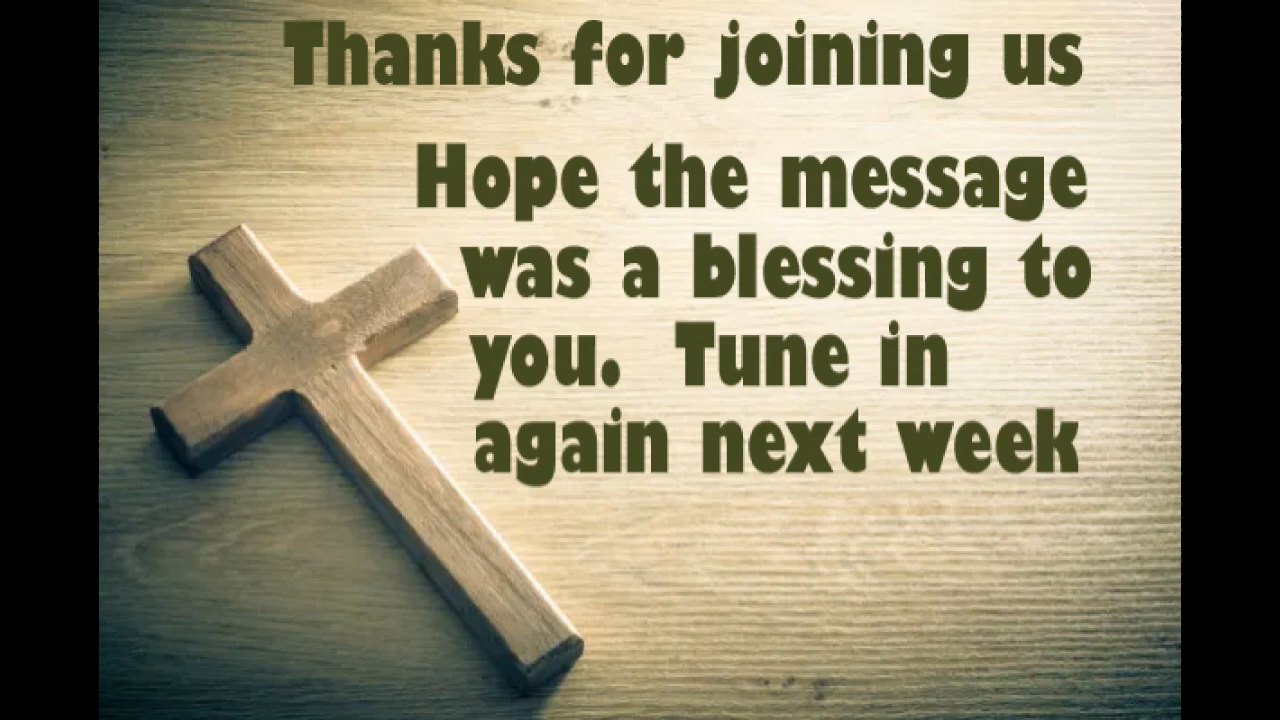 Thanks for joining us
Hope the message
was a blessing to
you. Tune in
again next week